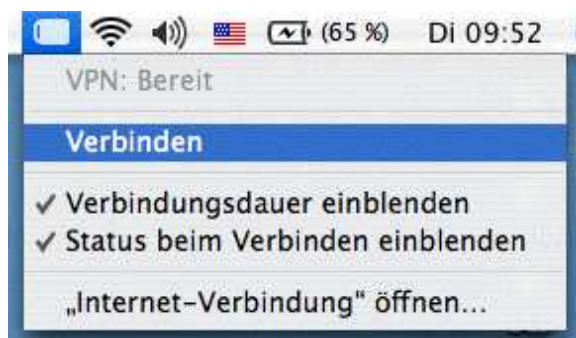 (65 %) Di 09:52
VPN: Bereit
Verbinden
✓ Verbindungsdauer einblenden
✓ Status beim Verbinden einblenden
„Internet-Verbindung“ öffnen...